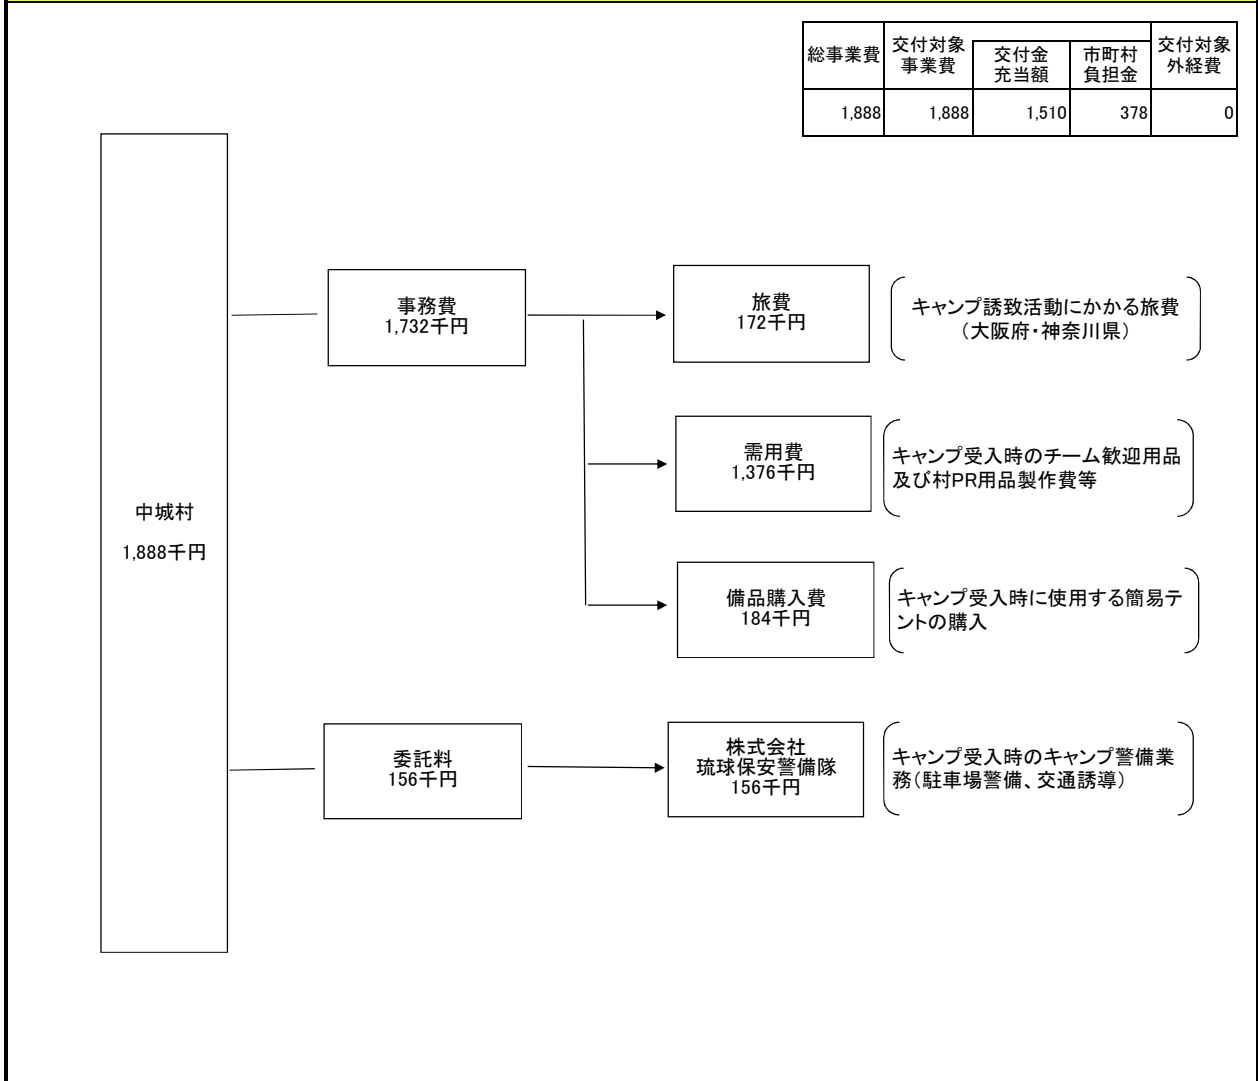 総事業費
交付対象
事業費
交付金
充当額
市町村
負担金
交付対象
外経費
1,888
1,888
1,510
378
0
中城村
1,888千円
事務費
1,732千円
旅費
172千円
キャンプ誘致活動にかかる旅費
（大阪府・神奈川県）
需用費
1,376千円
キャンプ受入時のチーム歓迎用品
及び村PR用品製作費等
備品購入費
184千円
キャンプ受入時に使用する簡易テ
ントの購入
委託料
156千円
株式会社
琉球保安警備隊
156千円
キャンプ受入時のキャンプ警備業
務（駐車場警備、交通誘導）